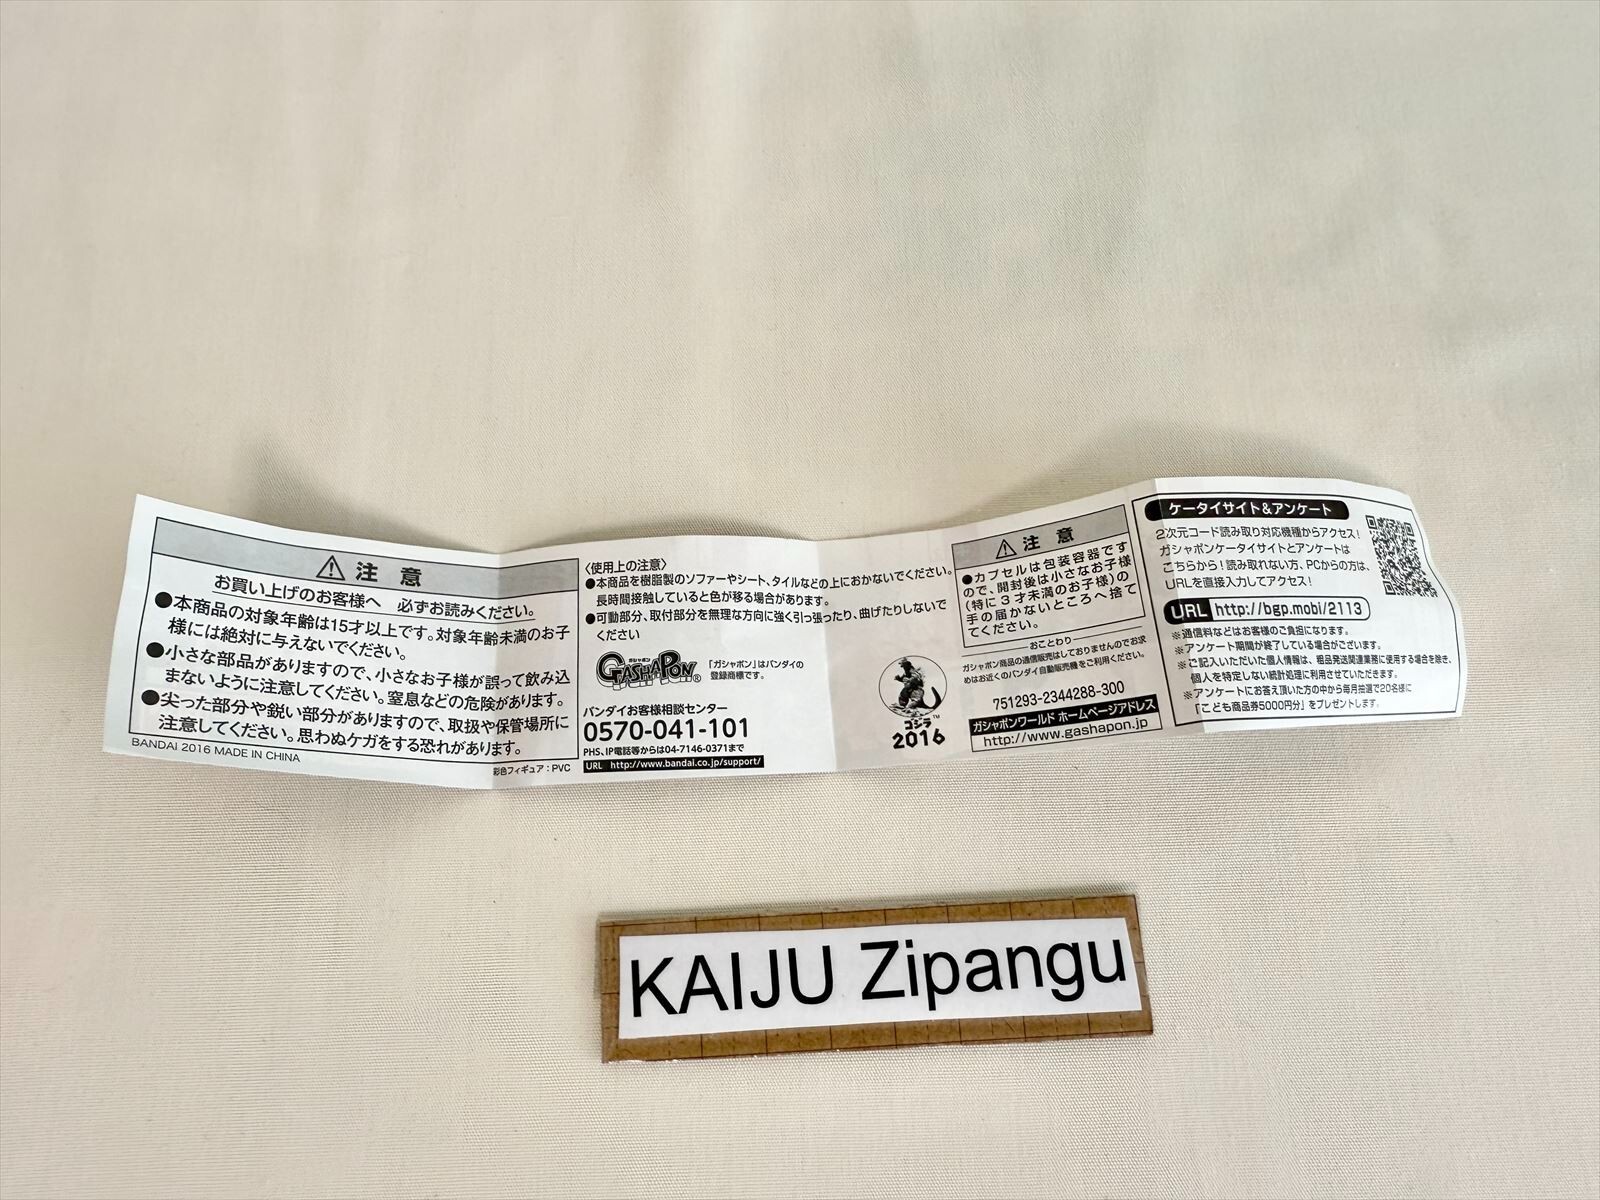 ⚠注 意
お買い上げのお客様へ 必ずお読みください。
●本商品の対象年齢は15才以上です。対象年齢未満のお子
様には絶対に与えないでください。
●小さな部品がありますので、小さなお子様が誤って飲み込
まないように注意してください。窒息などの危険があります。
●尖った部分や鋭い部分がありますので、取扱や保管場所に
注意してください。思わぬケガをする恐れがあります。
BANDAI 2016 MADE IN CHINA
彩色フィギュア：PVC
〈使用上の注意〉
●本商品を樹脂製のソファーやシート、タイルなどの上におかないでください。
長時間接触していると色が移る場合があります。
●可動部分、取付部分を無理な方向に強く引っ張ったり、曲げたりしないで
ください
ガシャポン
GASHAPON®
「ガシャポン」はバンダイの
登録商標です。
バンダイお客様相談センター
0570-041-101
PHS、IP電話等からは04-7146-0371まで
URL http://www.bandai.co.jp/support/
ゴジラ™
2016
⚠注 意
●カプセルは包装容器です
ので、開封後は小さなお子様
(特に3才未満のお子様)の
手の届かないところへ捨て
てください。
おことわり
ガシャポン商品の通信販売はしておりませんのでお求
めはお近くのバンダイ自動販売機をご利用ください。
751293-2344288-300
ガシャポンワールド ホームページアドレス
http://www.gashapon.jp
ケータイサイト&アンケート
2次元コード読み取り対応機種からアクセス!
ガシャポンケータイサイトとアンケートは
こちらから!読み取れない方、PCからの方は、
URLを直接入力してアクセス!
URL http://bgp.mobi/2113
※通信料などはお客様のご負担になります。
※アンケート期間が終了している場合がございます。
※ご記入いただいた個人情報は、粗品発送関連業務に使用する場合を除き、
個人を特定しない統計処理に利用させていただきます。
※アンケートにお答え頂いた方の中から毎月抽選で20名様に
「こども商品券5000円分」をプレゼントします。
KAIJU Zipangu